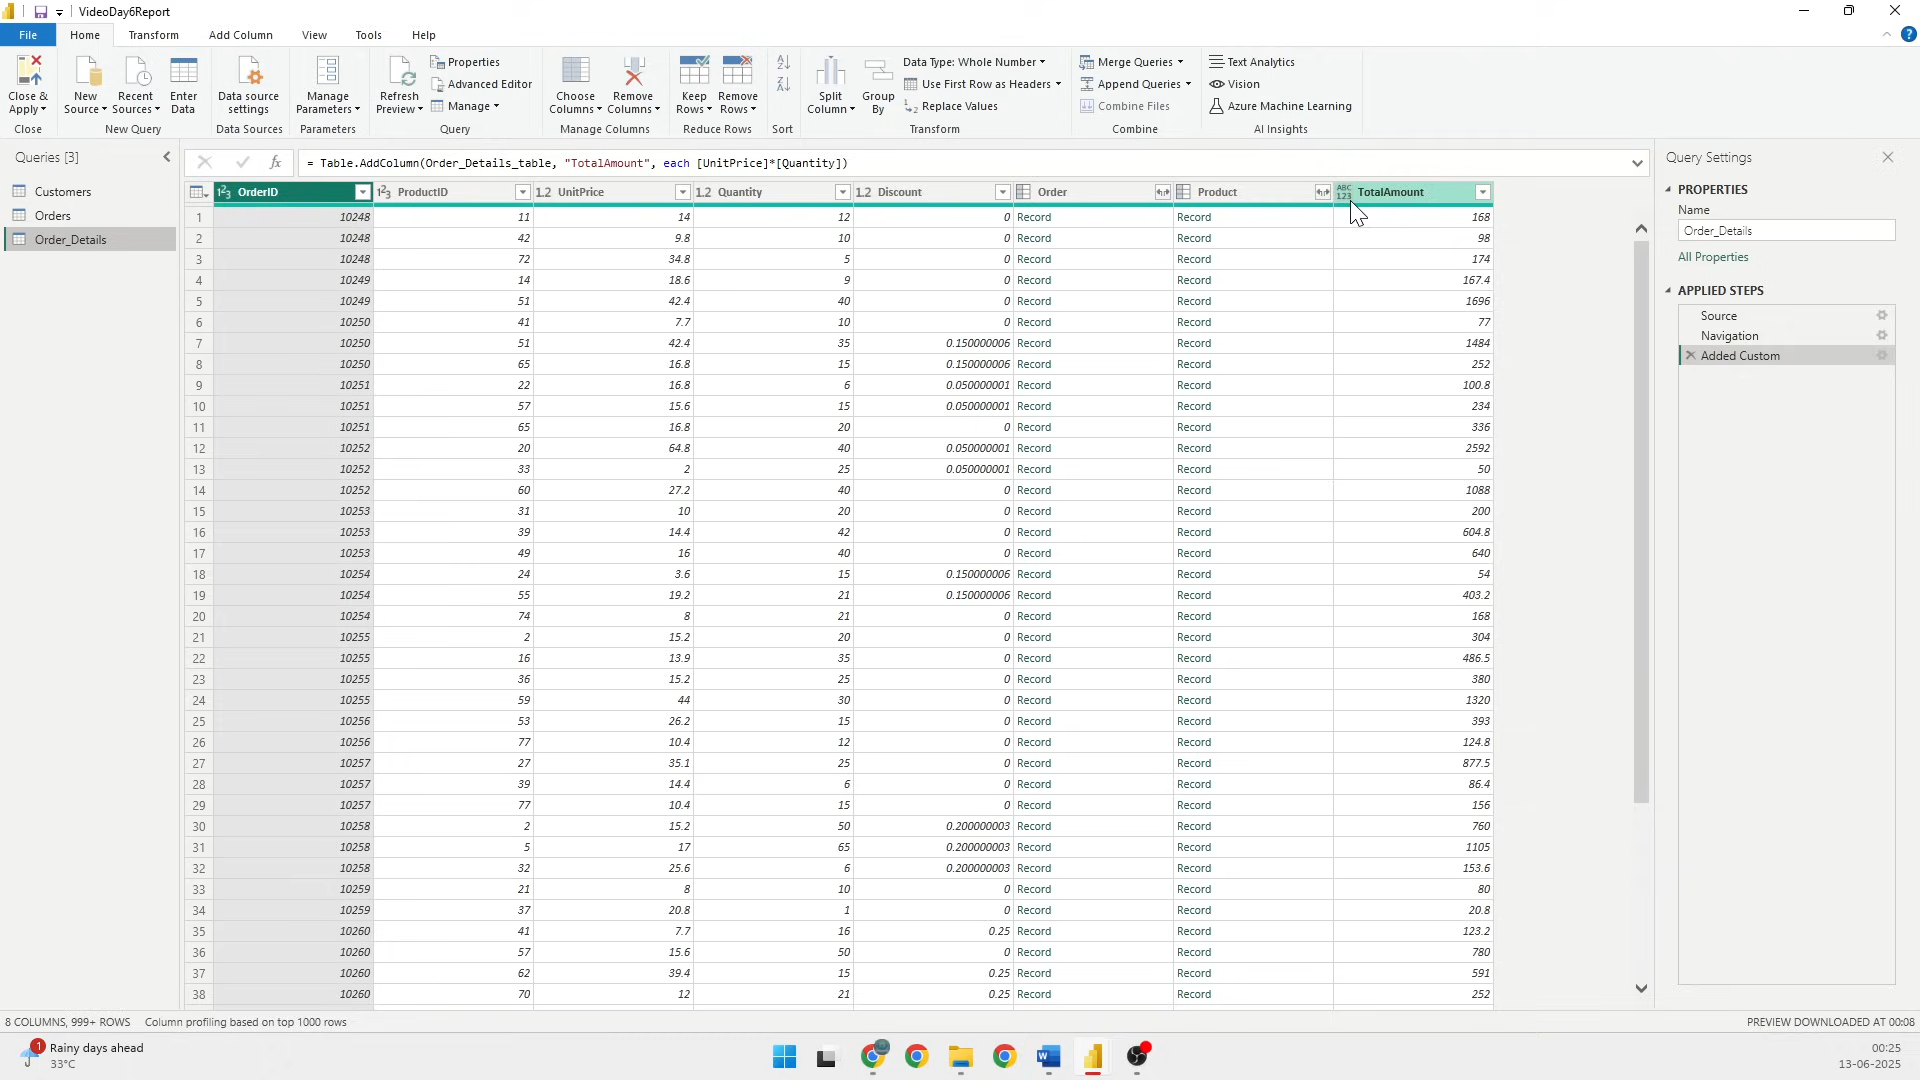 VideoDay6Report
File Home Transform Add Column View Tools Help
Close & Apply
New Source
Recent Sources
Enter Data
Data source settings
Manage Parameters
Refresh Preview
Properties
Advanced Editor
Manage
Choose Columns
Remove Columns
Keep Rows
Remove Rows
Split Column
Group By
Data Type: Whole Number
Use First Row as Headers
Replace Values
Merge Queries
Append Queries
Combine Files
Text Analytics
Vision
Azure Machine Learning
Close New Query Data Sources Parameters Query Manage Columns Reduce Rows Sort Transform Combine AI Insights
Queries [3]
Customers
Orders
Order_Details
= Table.AddColumn(Order_Details_table, "TotalAmount", each [UnitPrice]*[Quantity])
OrderID ProductID 1.2 UnitPrice 1.2 Quantity 1.2 Discount Order Product ABC 123 TotalAmount
1 10248 11 14 12 0 Record Record 168
2 10248 42 9.8 10 0 Record Record 98
3 10248 72 34.8 5 0 Record Record 174
4 10249 14 18.6 9 0 Record Record 167.4
5 10249 51 42.4 40 0 Record Record 1696
6 10250 41 7.7 10 0 Record Record 77
7 10250 51 42.4 35 0.150000006 Record Record 1484
8 10250 65 16.8 15 0.150000006 Record Record 252
9 10251 22 16.8 6 0.050000001 Record Record 100.8
10 10251 57 15.6 15 0.050000001 Record Record 234
11 10251 65 16.8 20 0 Record Record 336
12 10252 20 64.8 40 0.050000001 Record Record 2592
13 10252 33 2 25 0.050000001 Record Record 50
14 10252 60 27.2 40 0 Record Record 1088
15 10253 31 10 20 0 Record Record 200
16 10253 39 14.4 42 0 Record Record 604.8
17 10253 49 16 40 0 Record Record 640
18 10254 24 3.6 15 0.150000006 Record Record 54
19 10254 55 19.2 21 0.150000006 Record Record 403.2
20 10254 74 8 21 0 Record Record 168
21 10255 2 15.2 20 0 Record Record 304
22 10255 16 13.9 35 0 Record Record 486.5
23 10255 36 15.2 25 0 Record Record 380
24 10255 59 44 30 0 Record Record 1320
25 10256 53 26.2 15 0 Record Record 393
26 10256 77 10.4 12 0 Record Record 124.8
27 10257 27 35.1 25 0 Record Record 877.5
28 10257 39 14.4 6 0 Record Record 86.4
29 10257 77 10.4 15 0 Record Record 156
30 10258 2 15.2 50 0.200000003 Record Record 760
31 10258 5 17 65 0.200000003 Record Record 1105
32 10258 32 25.6 6 0.200000003 Record Record 153.6
33 10259 21 8 10 0 Record Record 80
34 10259 37 20.8 1 0 Record Record 20.8
35 10260 41 7.7 16 0.25 Record Record 123.2
36 10260 57 15.6 50 0 Record Record 780
37 10260 62 39.4 15 0.25 Record Record 591
38 10260 70 12 21 0.25 Record Record 252
Query Settings
PROPERTIES
Name
Order_Details
All Properties
APPLIED STEPS
Source
Navigation
Added Custom
8 COLUMNS, 999+ ROWS Column profiling based on top 1000 rows PREVIEW DOWNLOADED AT 00:08
1 Rainy days ahead
33°C
00:25
13-06-2025